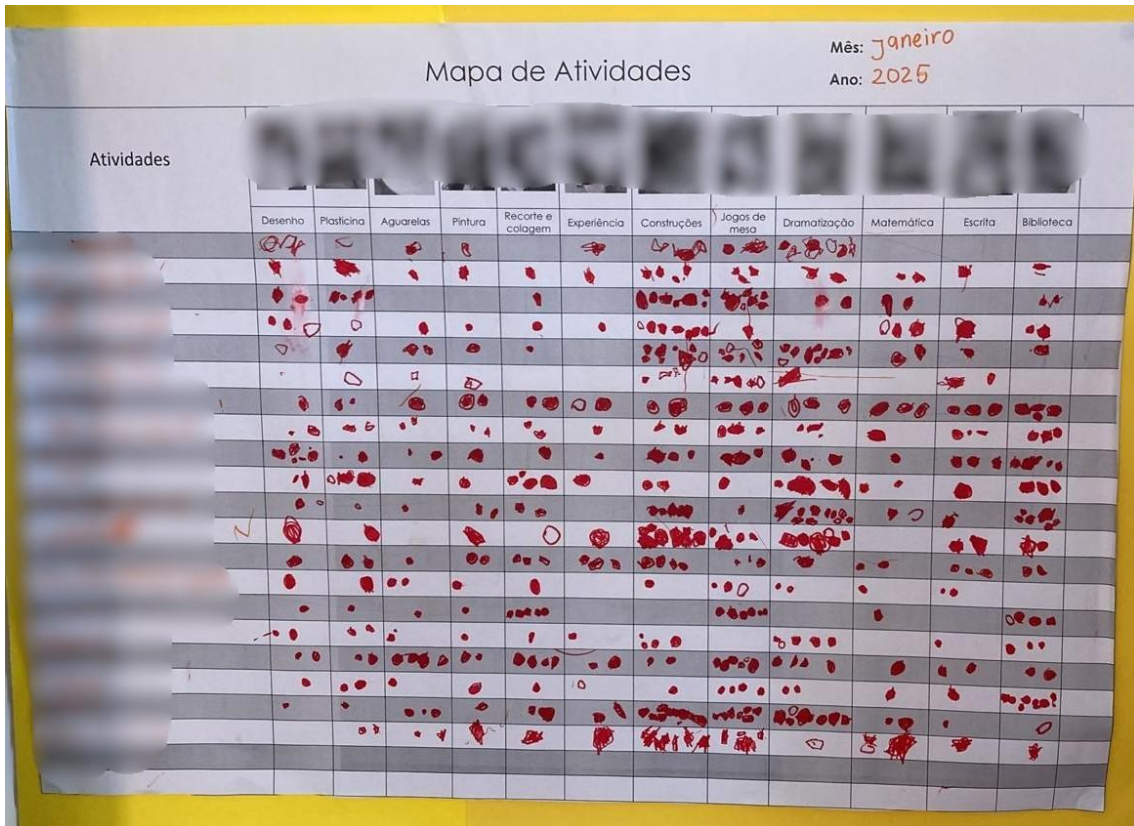 Mês: Janeiro
Mapa de Atividades
Ano: 2025
Atividades
Desenho Plasticina Aguarelas Pintura Recorte e colagem Experiência Construções Jogos de mesa Dramatização Matemática Escrita Biblioteca